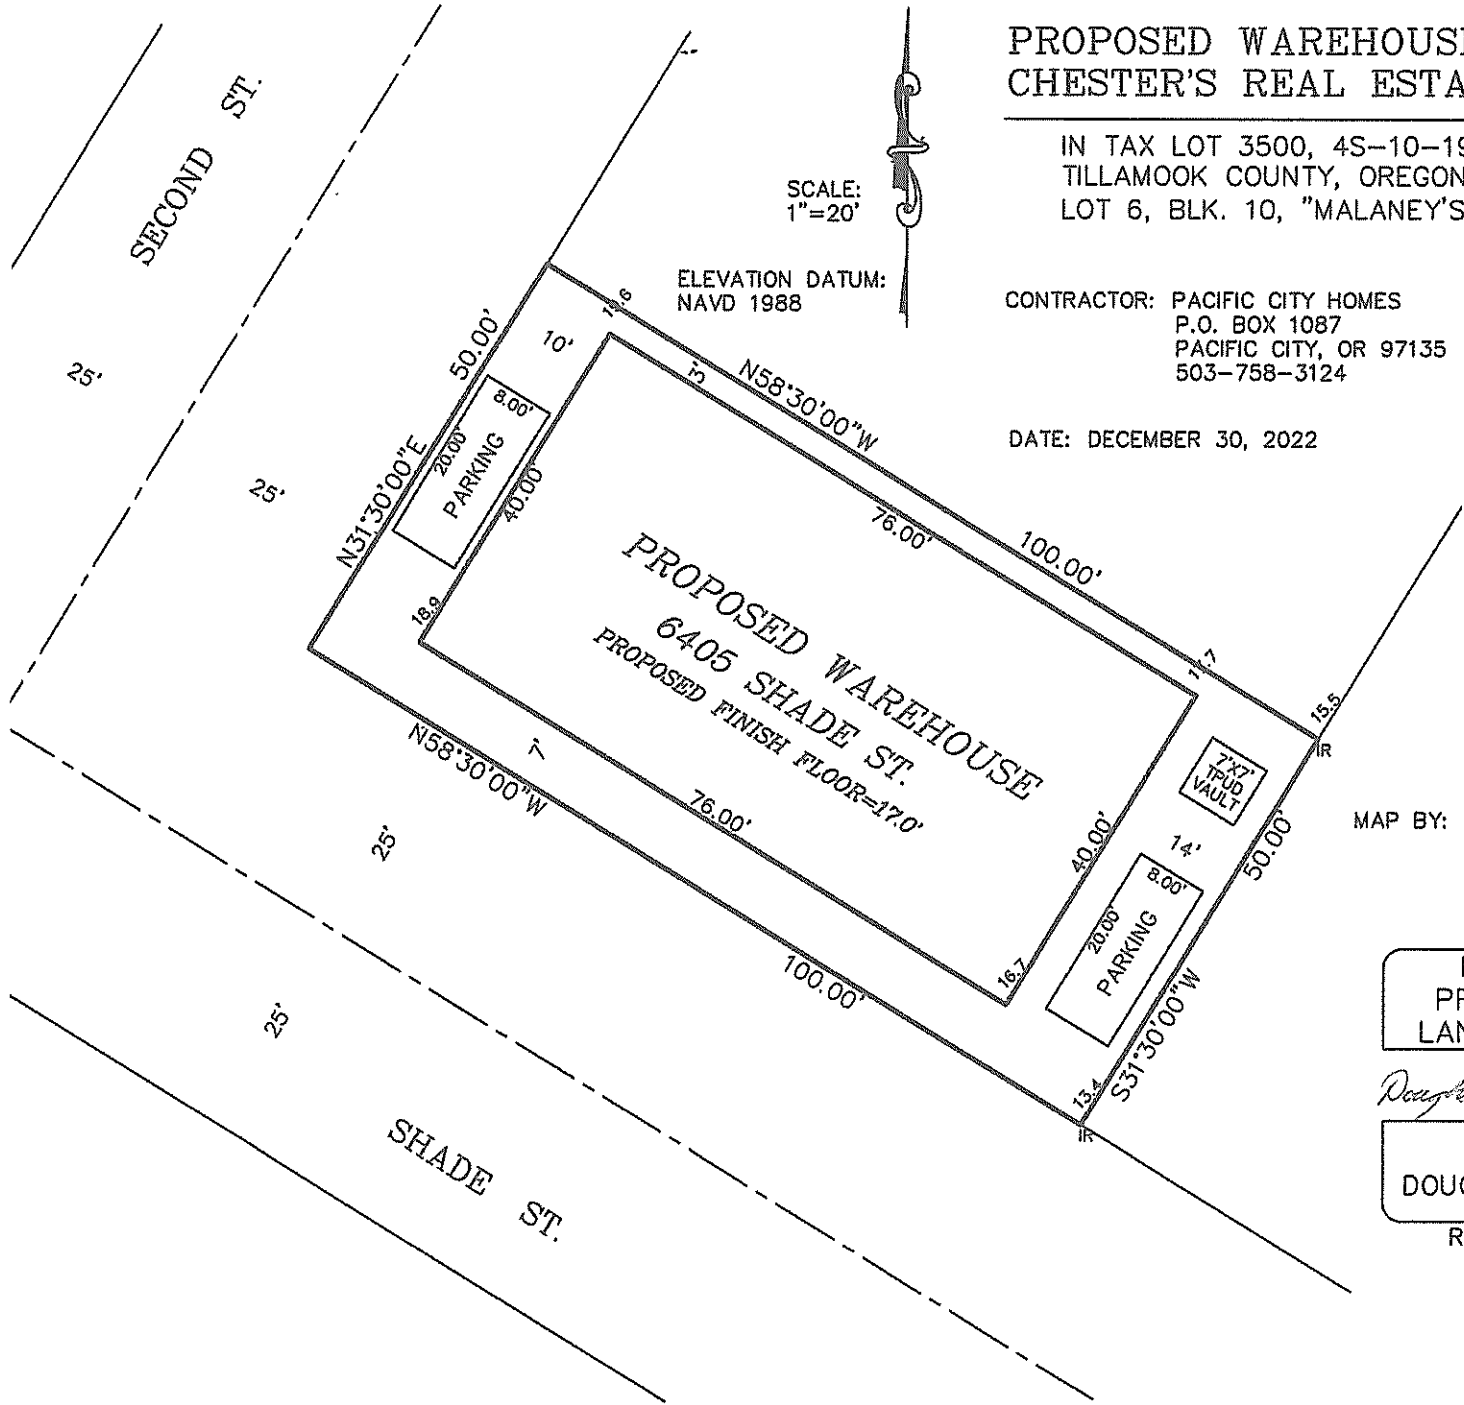 PROPOSED WAREHOUSE
CHESTER'S REAL ESTA
IN TAX LOT 3500, 4S-10-19
TILLAMOOK COUNTY, OREGON
LOT 6, BLK. 10, "MALANEY'S
SCALE:
1"=20'
ELEVATION DATUM:
NAVD 1988
CONTRACTOR: PACIFIC CITY HOMES
P.O. BOX 1087
PACIFIC CITY, OR 97135
503-758-3124
DATE: DECEMBER 30, 2022
SECOND ST.
25'
25'
50.00'
N31°30'00"E
10'
8.00'
20.00'
PARKING
40.00'
3'
N58°30'00"W
76.00'
100.00'
18.9
PROPOSED WAREHOUSE
6405 SHADE ST.
PROPOSED FINISH FLOOR=17.0'
15.5
IR
7'X7'
TPUD
VAULT
MAP BY:
14'
50.00'
40.00'
8.00'
20.00'
PARKING
S31°30'00"W
16.7
13.4
IR
7'
N58°30'00"W
76.00'
100.00'
25'
25'
SHADE ST.
PR
LAN
DOUG
R